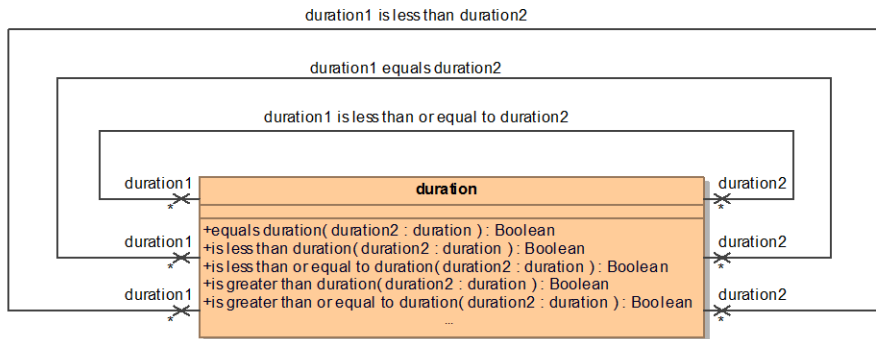 duration1 is less than duration2
duration1 equals duration2
duration1 is less than or equal to duration2
duration1 duration duration2
* *
+equals duration( duration2 : duration ) : Boolean
duration1 +is less than duration( duration2 : duration ) : Boolean duration2
* +is less than or equal to duration( duration2 : duration ) : Boolean *
+is greater than duration( duration2 : duration ) : Boolean
duration1 +is greater than or equal to duration( duration2 : duration ) : Boolean duration2
* ... *